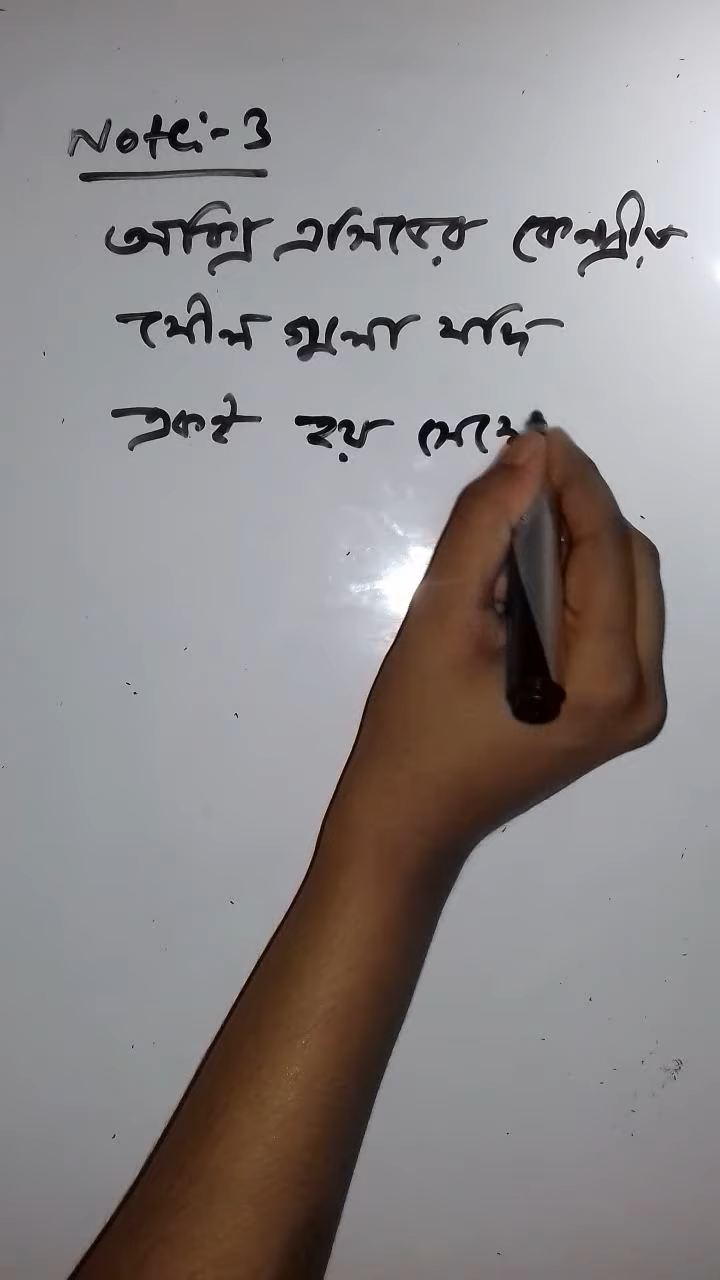 Note:-3
অক্সি এসিডের কেন্দ্রীয়
মৌল গুলো যদি
একই হয় সেক্ষে